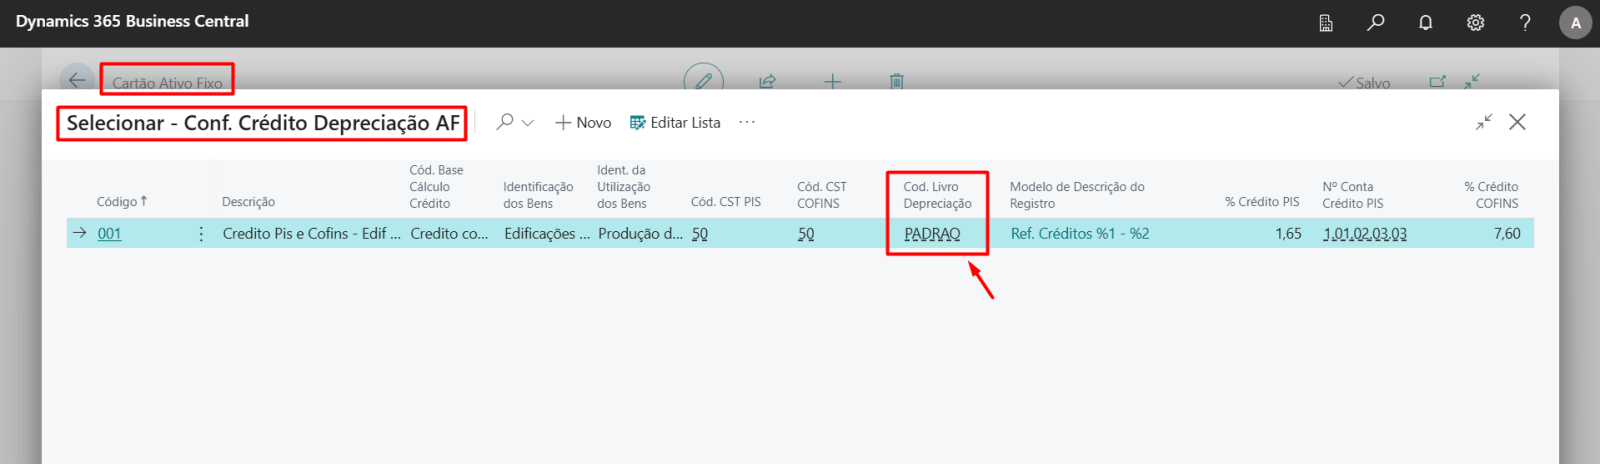 Dynamics 365 Business Central
?
A
Cartão Ativo Fixo
Salvo
Selecionar - Conf. Crédito Depreciação AF
Novo
Editar Lista
...
Código ↑
Descrição
Cód. Base
Cálculo
Crédito
Identificação
dos Bens
Ident. da
Utilização
dos Bens
Cód. CST PIS
Cód. CST
COFINS
Cod. Livro
Depreciação
Modelo de Descrição do
Registro
% Crédito PIS
Nº Conta
Crédito PIS
% Crédito
COFINS
001
Credito Pis e Cofins - Edif ...
Credito co...
Edificações ...
Produção d...
50
50
PADRAO
Ref. Créditos %1 - %2
1,65
1.01.02.03.03
7,60